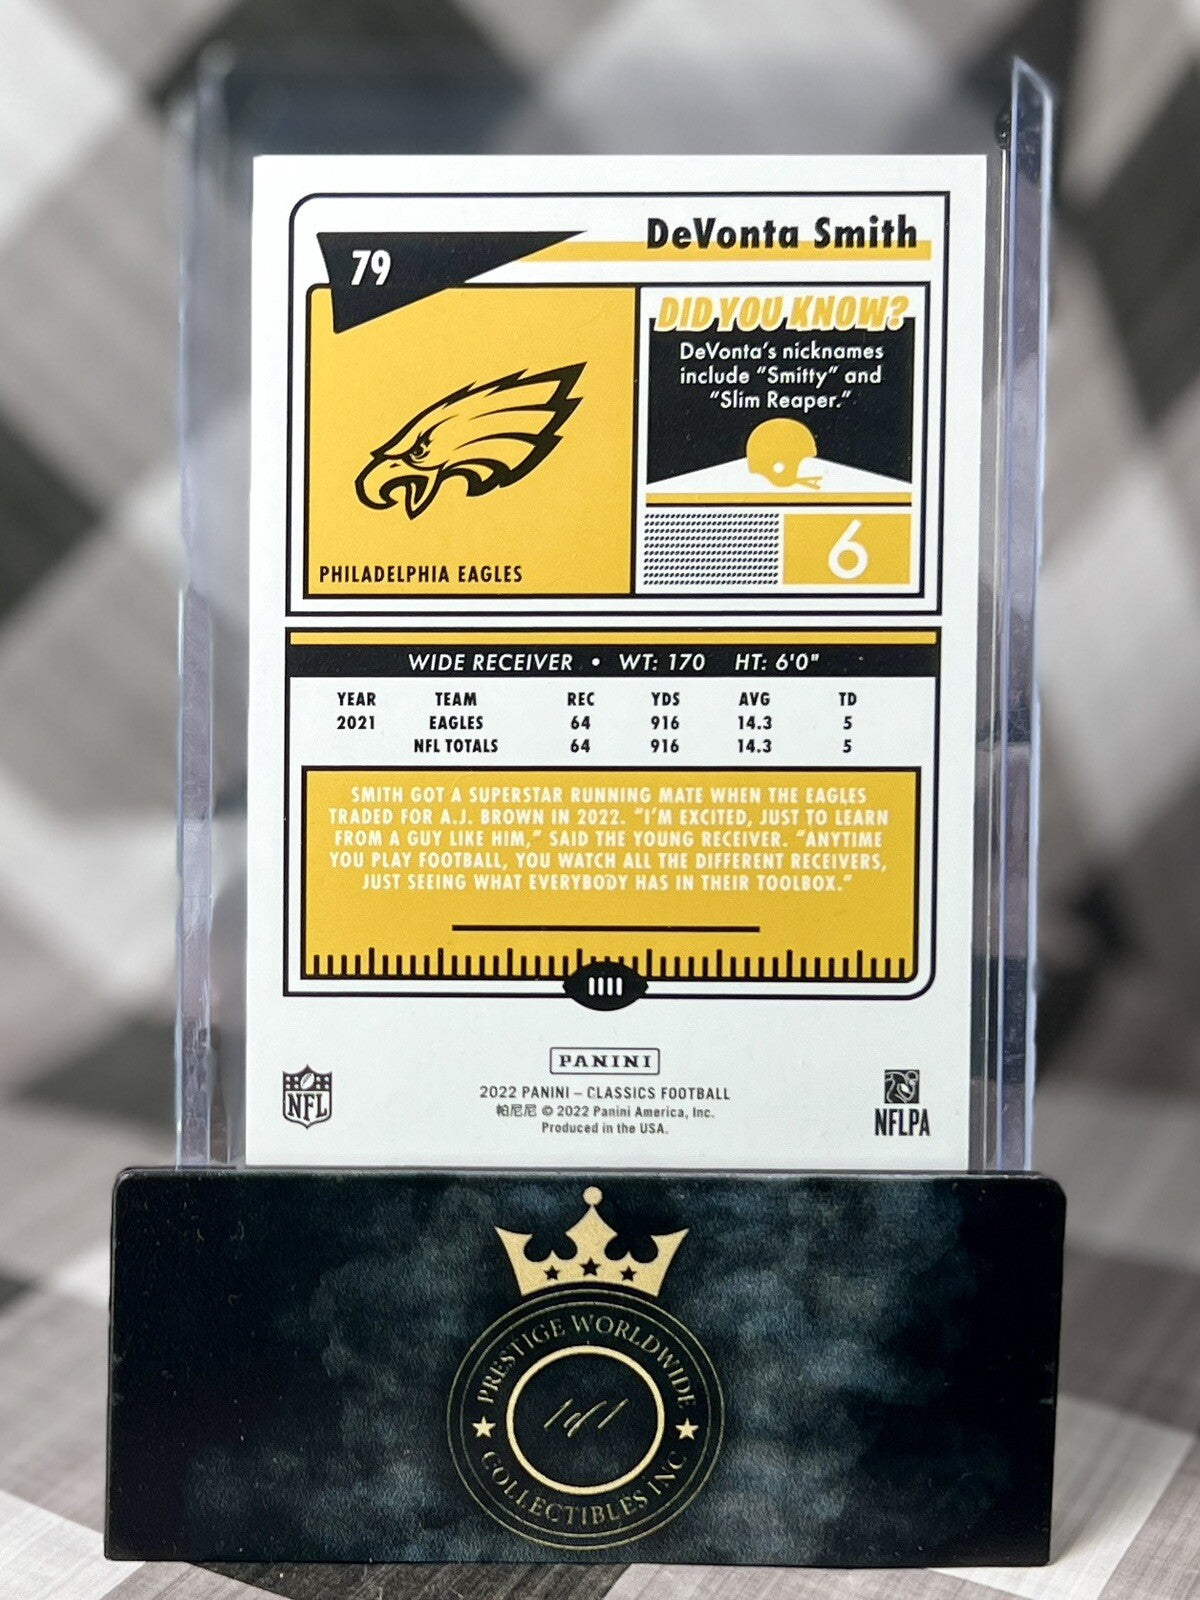 79
DeVonta Smith
DID YOU KNOW?
DeVonta's nicknames
include "Smitty" and
"Slim Reaper."
6
PHILADELPHIA EAGLES
WIDE RECEIVER • WT: 170 HT: 6'0"
YEAR TEAM REC YDS AVG TD
2021 EAGLES 64 916 14.3 5
NFL TOTALS 64 916 14.3 5
SMITH GOT A SUPERSTAR RUNNING MATE WHEN THE EAGLES
TRADED FOR A.J. BROWN IN 2022. "I'M EXCITED, JUST TO LEARN
FROM A GUY LIKE HIM," SAID THE YOUNG RECEIVER. "ANYTIME
YOU PLAY FOOTBALL, YOU WATCH ALL THE DIFFERENT RECEIVERS,
JUST SEEING WHAT EVERYBODY HAS IN THEIR TOOLBOX."
PANINI
2022 PANINI – CLASSICS FOOTBALL
帕尼尼 © 2022 Panini America, Inc.
Produced in the USA.
NFL
NFLPA
PRESTIGE WORLDWIDE
1of1
COLLECTIBLES INC